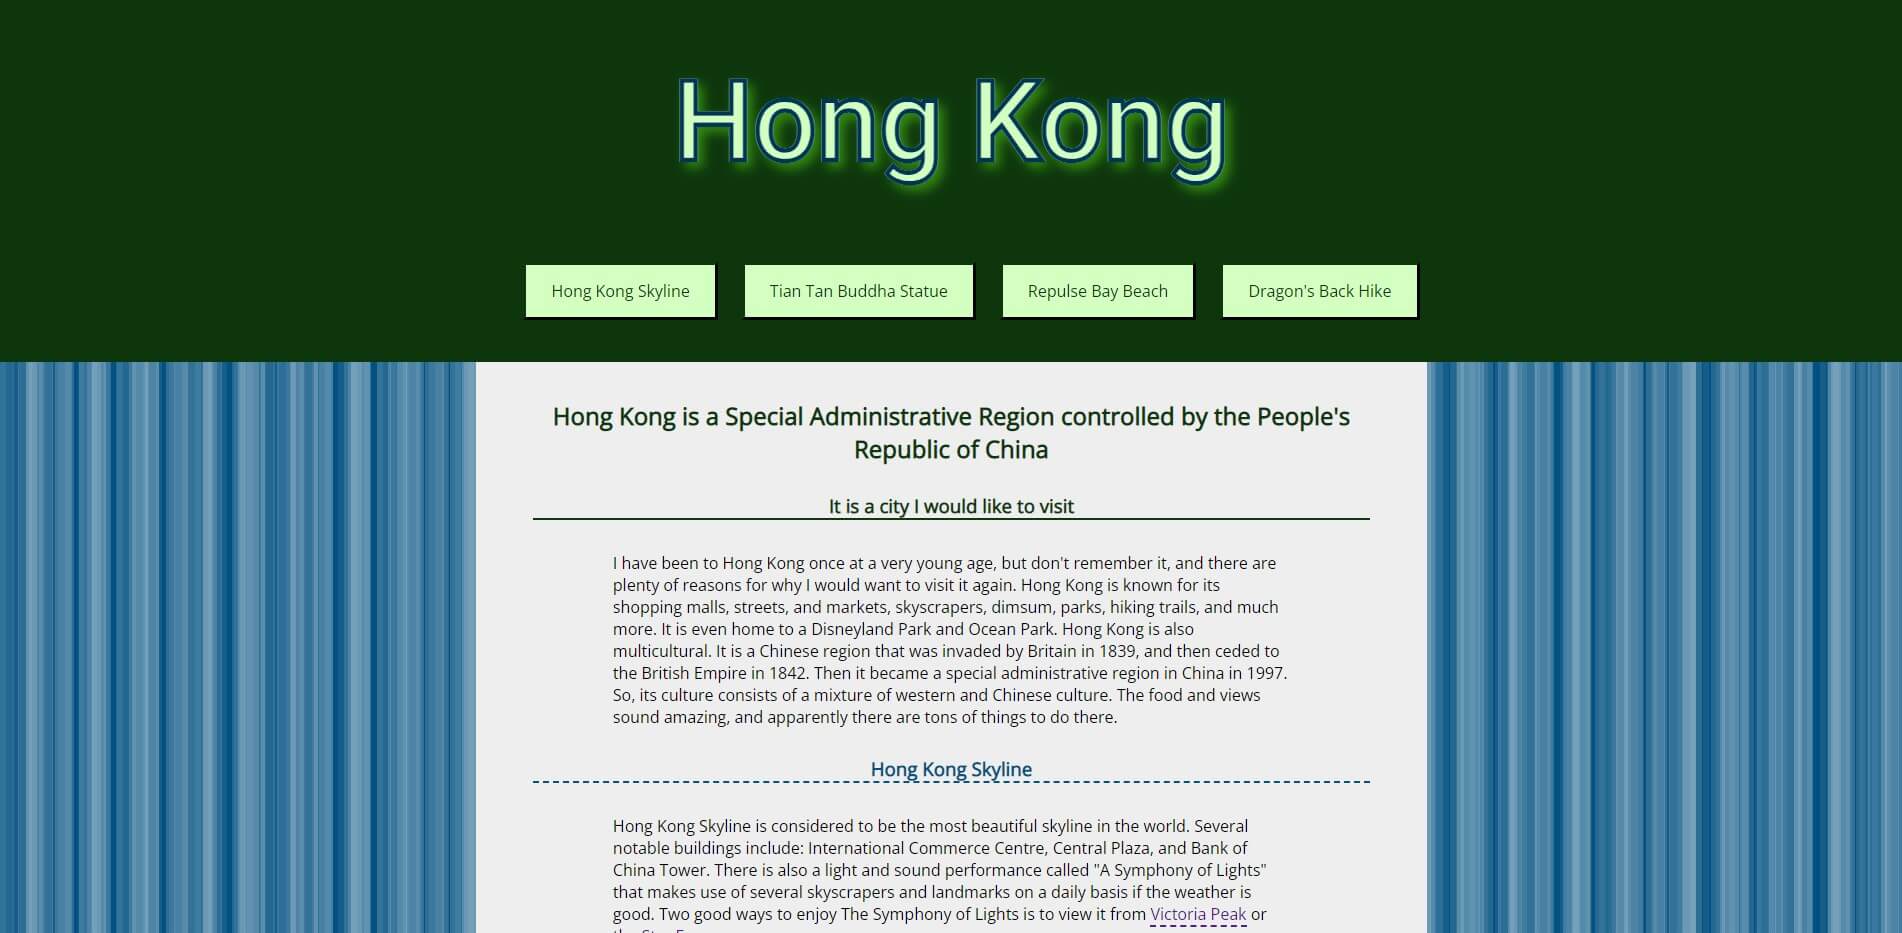 Hong Kong
Hong Kong Skyline
Tian Tan Buddha Statue
Repulse Bay Beach
Dragon's Back Hike
Hong Kong is a Special Administrative Region controlled by the People's
Republic of China
It is a city I would like to visit
I have been to Hong Kong once at a very young age, but don't remember it, and there are
plenty of reasons for why I would want to visit it again. Hong Kong is known for its
shopping malls, streets, and markets, skyscrapers, dimsum, parks, hiking trails, and much
more. It is even home to a Disneyland Park and Ocean Park. Hong Kong is also
multicultural. It is a Chinese region that was invaded by Britain in 1839, and then ceded to
the British Empire in 1842. Then it became a special administrative region in China in 1997.
So, its culture consists of a mixture of western and Chinese culture. The food and views
sound amazing, and apparently there are tons of things to do there.
Hong Kong Skyline
Hong Kong Skyline is considered to be the most beautiful skyline in the world. Several
notable buildings include: International Commerce Centre, Central Plaza, and Bank of
China Tower. There is also a light and sound performance called "A Symphony of Lights"
that makes use of several skyscrapers and landmarks on a daily basis if the weather is
good. Two good ways to enjoy The Symphony of Lights is to view it from Victoria Peak or